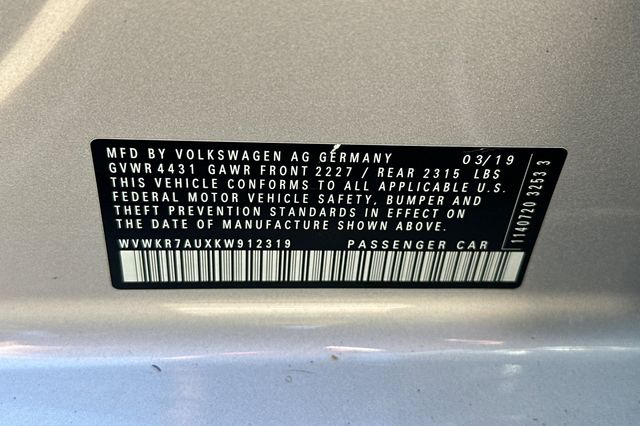 MFD BY VOLKSWAGEN AG GERMANY 03/19
GVWR 4431 GAWR FRONT 2227 / REAR 2315 LBS
THIS VEHICLE CONFORMS TO ALL APPLICABLE U.S.
FEDERAL MOTOR VEHICLE SAFETY, BUMPER AND
THEFT PREVENTION STANDARDS IN EFFECT ON
THE DATE OF MANUFACTURE SHOWN ABOVE.
WVWKR7AUXKW912319 PASSENGER CAR
1140720 3253 3